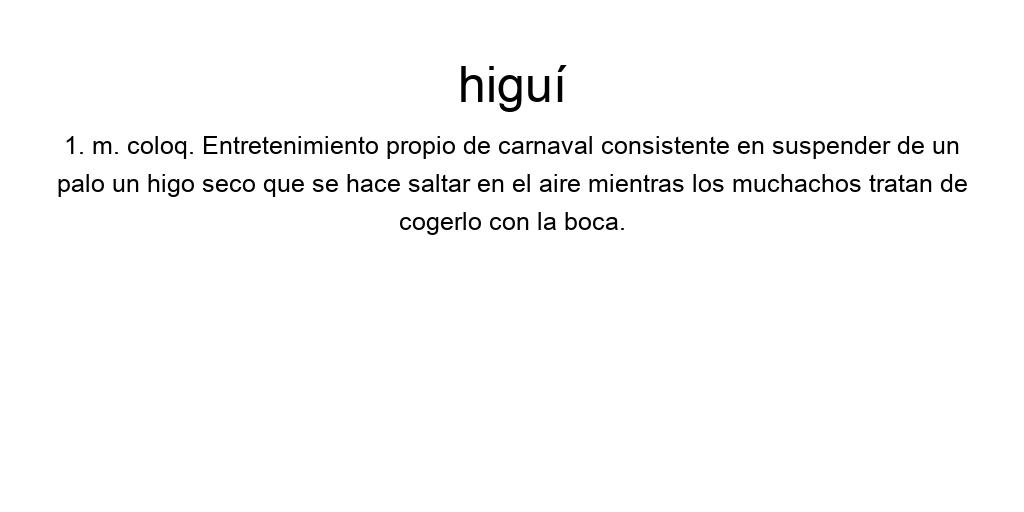 higuí
1. m. coloq. Entretenimiento propio de carnaval consistente en suspender de un
palo un higo seco que se hace saltar en el aire mientras los muchachos tratan de
cogerlo con la boca.